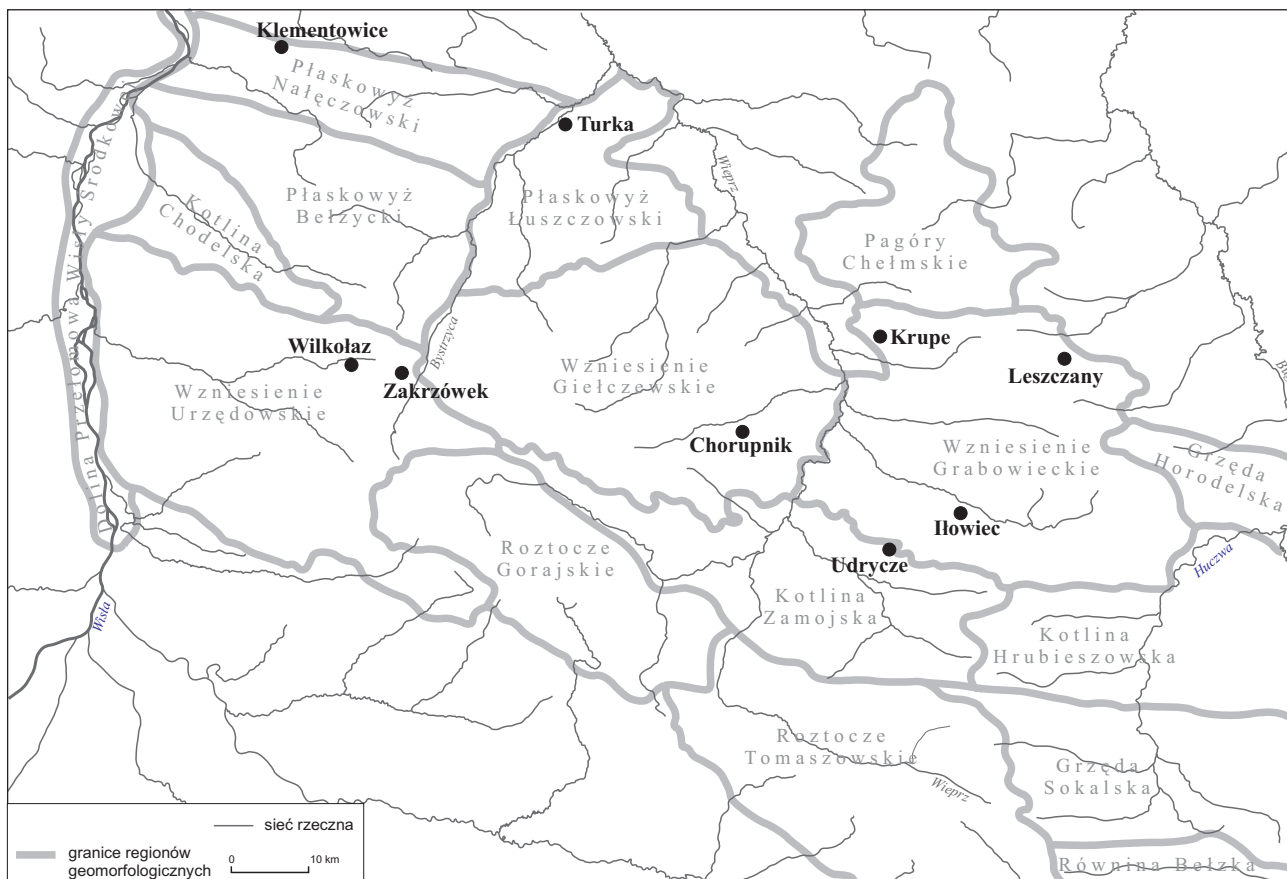 Klementowice
Płaskowyż
Nałęczowski
Turka
Wieprz
Dolina Przełomowa Wisły Środkowej
Płaskowyż
Bełżycki
Płaskowyż
Łuszczowski
Kotlina
Chodelska
Pagóry
Chełmskie
Bystrzyca
Krupe
Wilkołaz
Zakrzówek
Leszczany
Wzniesienie
Urzędowskie
Wzniesienie
Giełczewskie
Chorupnik
Wzniesienie
Grabowieckie
Grzęda
Horodelska
Iłowiec
Udrycze
Huczwa
Roztocze
Gorajskie
Kotlina
Zamojska
Kotlina
Hrubieszowska
Wisła
Roztocze
Tomaszowskie
Wieprz
Grzęda
Sokalska
Równina Bełzka
sieć rzeczna
granice regionów
geomorfologicznych
0 10 km